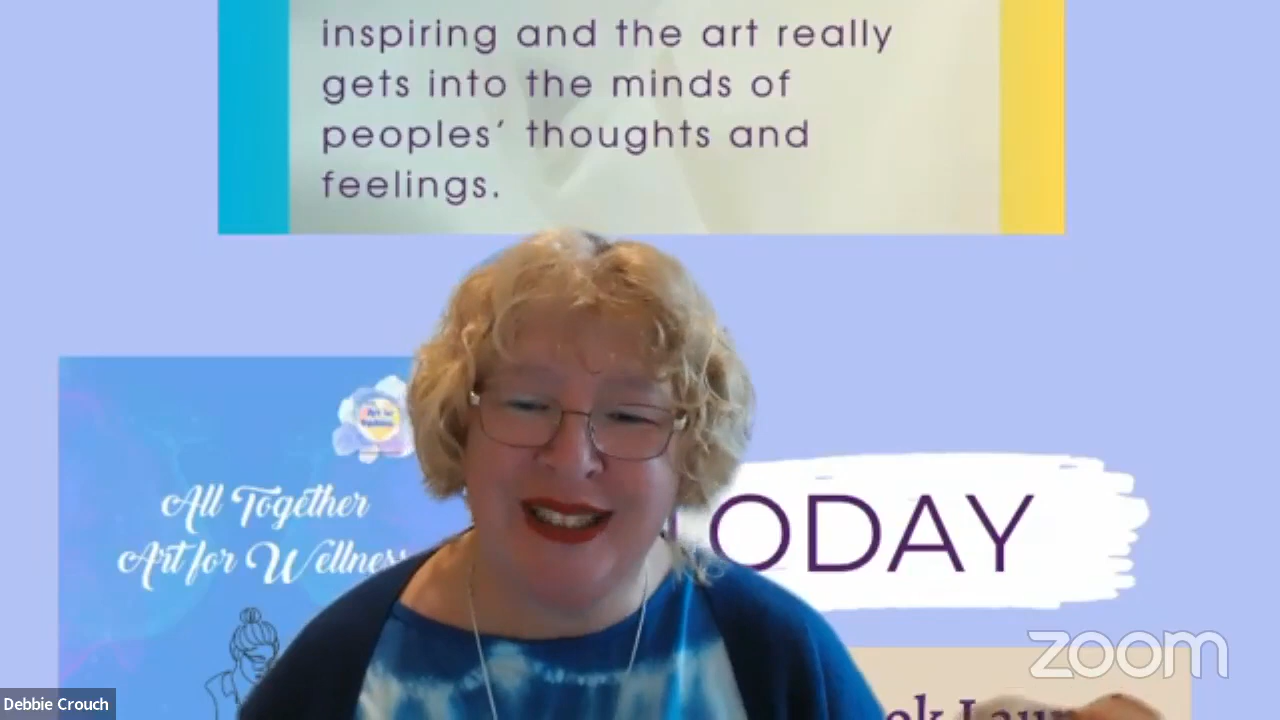 inspiring and the art really
gets into the minds of
peoples’ thoughts and
feelings.
All Together
Art for Wellness
ODAY
zoom
Debbie Crouch